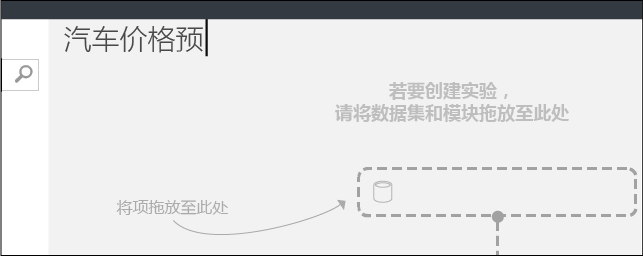 汽车价格预
若要创建实验，
请将数据集和模块拖放至此处
将项拖放至此处